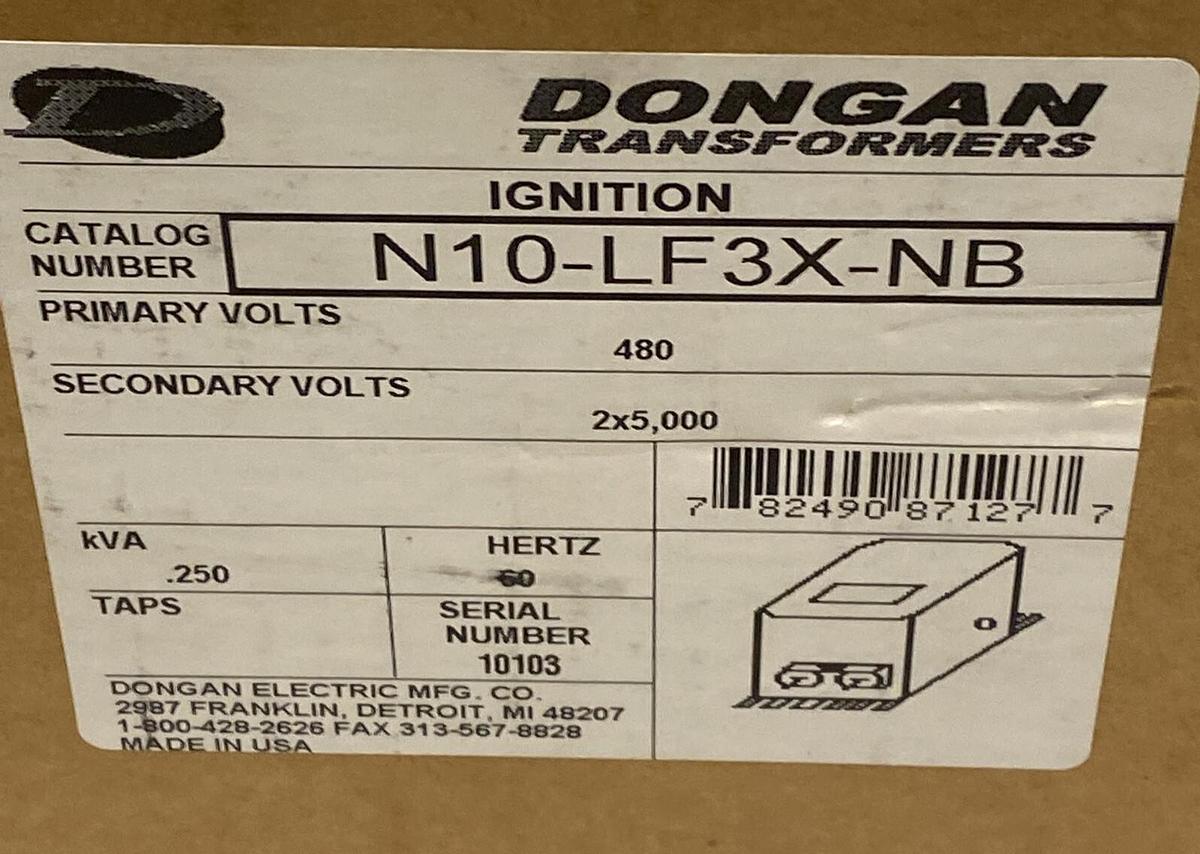 D
DONGAN
TRANSFORMERS
IGNITION
CATALOG NUMBER
N10-LF3X-NB
PRIMARY VOLTS
480
SECONDARY VOLTS
2x5,000
7 82490 87127 7
kVA
.250
HERTZ
60
TAPS
SERIAL
NUMBER
10103
DONGAN ELECTRIC MFG. CO.
2987 FRANKLIN, DETROIT, MI 48207
1-800-428-2626 FAX 313-567-8828
MADE IN USA